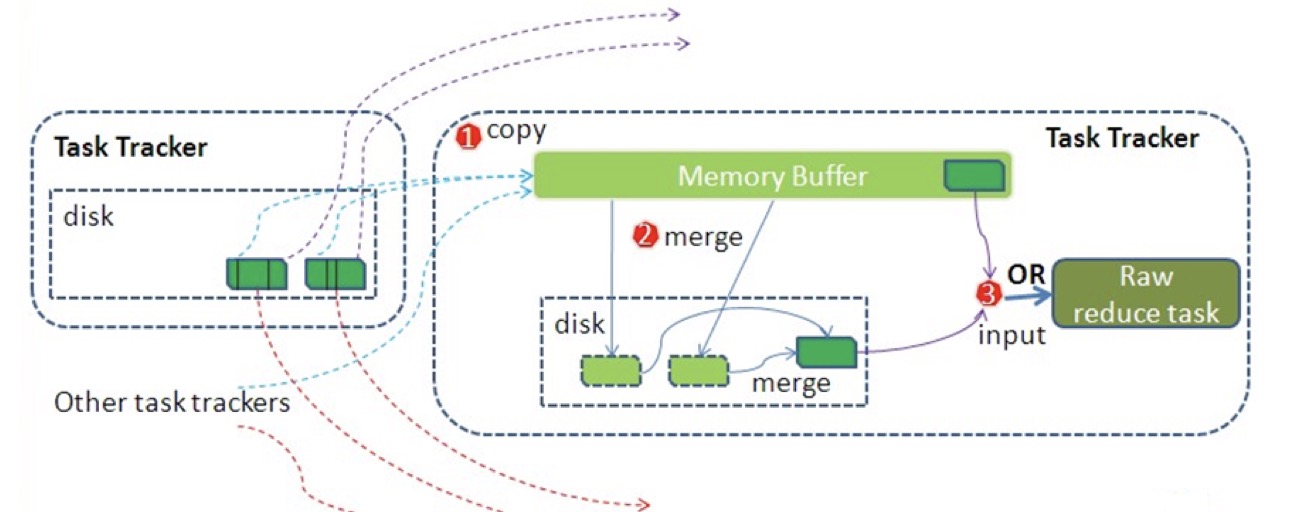 1 copy
Task Tracker
Task Tracker
Memory Buffer
disk
2 merge
OR
Raw
reduce task
3
input
disk
merge
Other task trackers